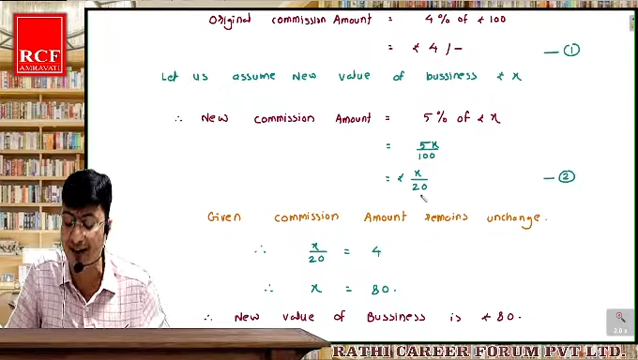 RCF
AMRAVATI
Original commission Amount = 4% of ₹ 100
= ₹ 4 /- — ①
Let us assume New value of bussiness ₹ x
∴ New commission Amount = 5% of ₹ x
= 5x/100
= ₹ x/20 — ②
Given commission Amount remains unchange.
∴ x/20 = 4
∴ x = 80.
∴ New value of Bussiness is ₹ 80.
2.0 x
RATHI CAREER FORUM PVT LTD.